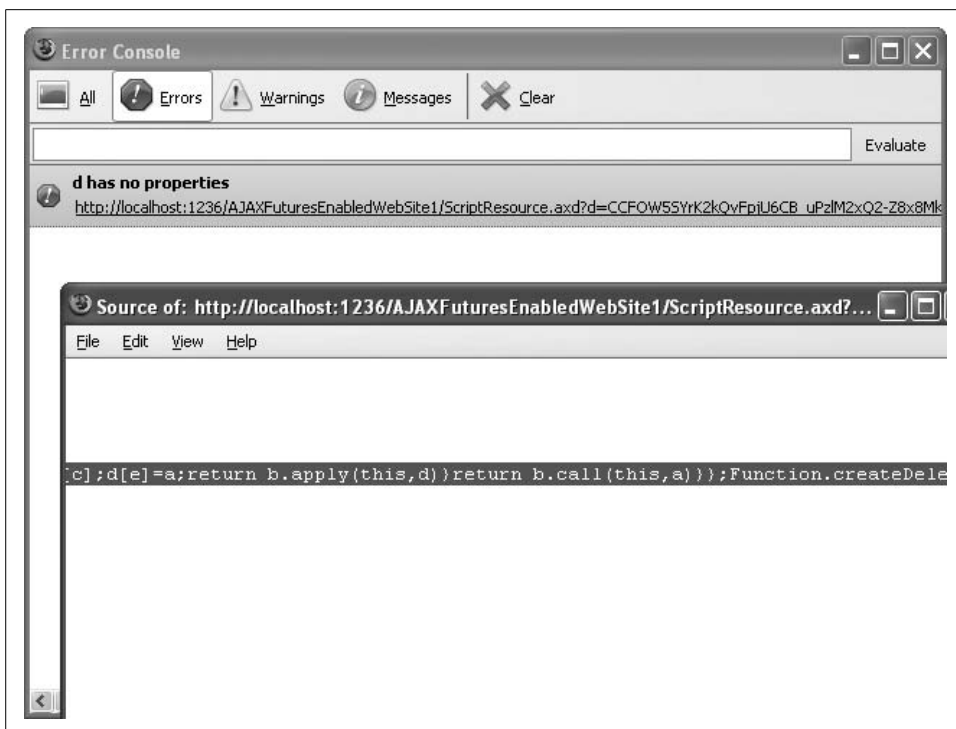 Error Console
All Errors Warnings Messages Clear
Evaluate
d has no properties
http://localhost:1236/AJAXFuturesEnabledWebSite1/ScriptResource.axd?d=CCFOW5SYrK2kQvFpjU6CB_uPzlM2xQ2-Z8x8Mk
Source of: http://localhost:1236/AJAXFuturesEnabledWebSite1/ScriptResource.axd?...
File Edit View Help
[c];d[e]=a;return b.apply(this,d)}return b.call(this,a)}};Function.createDele